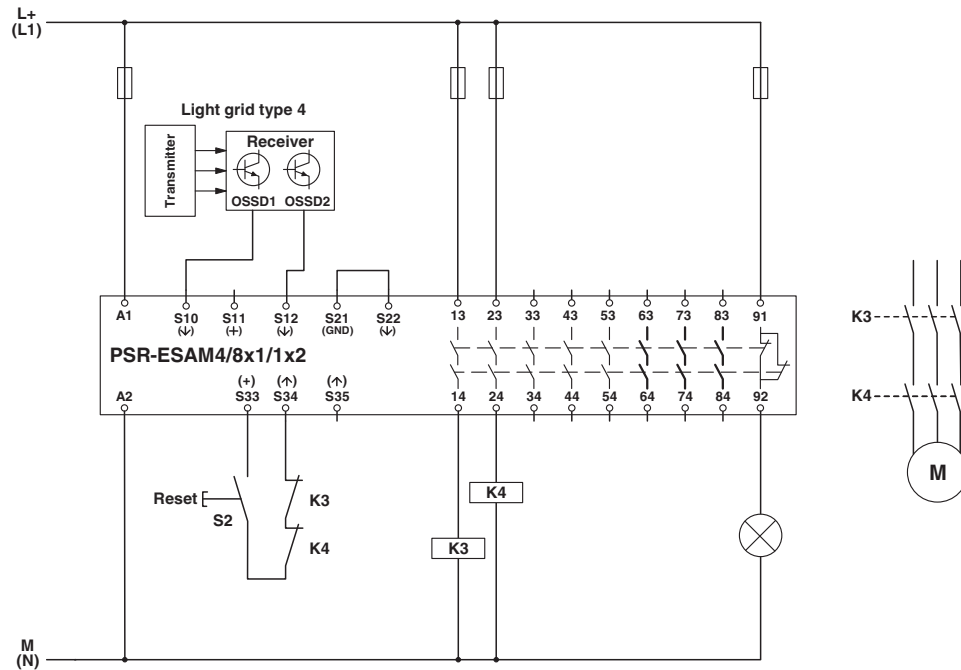 L+
(L1)
Light grid type 4
Transmitter
Receiver
OSSD1 OSSD2
A1 S10 S11 S12 S21 S22 13 23 33 43 53 63 73 83 91
(↓) (+) (↓) (GND) (↓)
PSR-ESAM4/8x1/1x2
(+) (↑) (↑)
A2 S33 S34 S35 14 24 34 44 54 64 74 84 92
K3
K4
M
Reset
S2
K3
K4
K4
K3
M
(N)